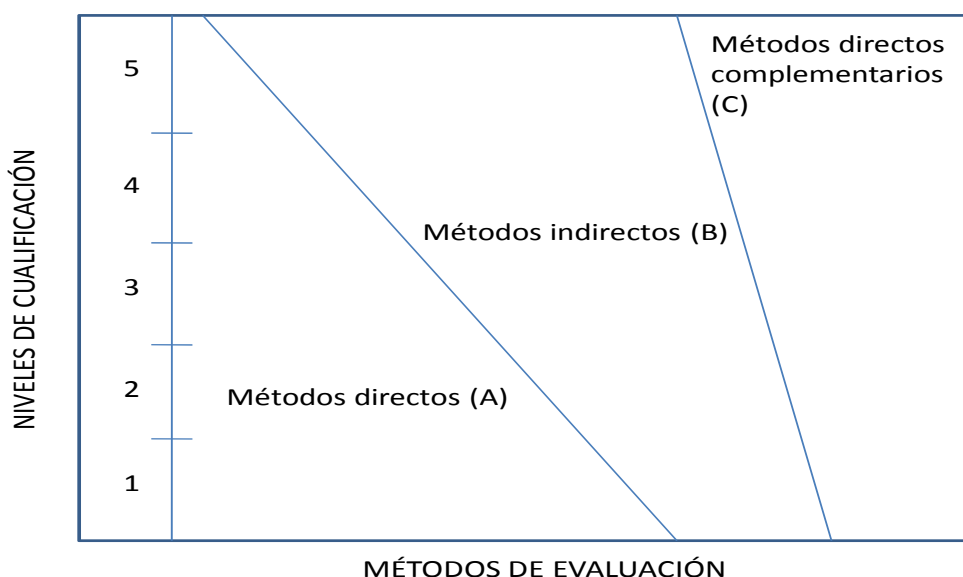 NIVELES DE CUALIFICACIÓN
5
4
3
2
1
Métodos directos
complementarios
(C)
Métodos indirectos (B)
Métodos directos (A)
MÉTODOS DE EVALUACIÓN